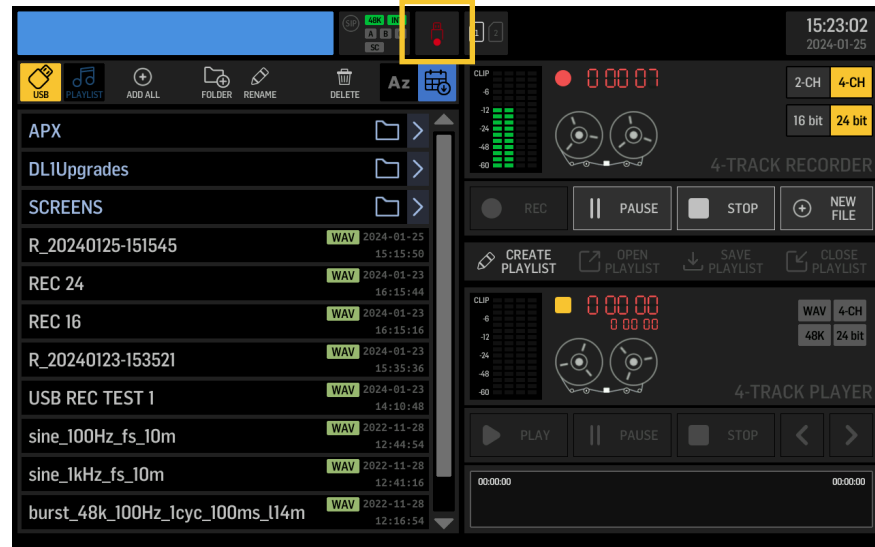 SIP 48K INT
A B C
SC
1 2
15:23:02
2024-01-25
USB PLAYLIST ADD ALL FOLDER RENAME DELETE Az
APX
DL1Upgrades
SCREENS
R_20240125-151545 WAV 2024-01-25
15:15:50
REC 24 WAV 2024-01-23
16:15:44
REC 16 WAV 2024-01-23
16:15:16
R_20240123-153521 WAV 2024-01-23
15:35:36
USB REC TEST 1 WAV 2024-01-23
14:10:48
sine_100Hz_fs_10m WAV 2022-11-28
12:44:54
sine_1kHz_fs_10m WAV 2022-11-28
12:41:16
burst_48k_100Hz_1cyc_100ms_l14m WAV 2022-11-28
12:16:54
CLIP
-6
-12
-24
-48
-60
0 00 07
2-CH 4-CH
16 bit 24 bit
4-TRACK RECORDER
REC PAUSE STOP NEW FILE
CREATE PLAYLIST OPEN PLAYLIST SAVE PLAYLIST CLOSE PLAYLIST
CLIP
-6
-12
-24
-48
-60
0 00 00
0 00 00
WAV 4-CH
48K 24 bit
4-TRACK PLAYER
PLAY PAUSE STOP
00:00:00 00:00:00